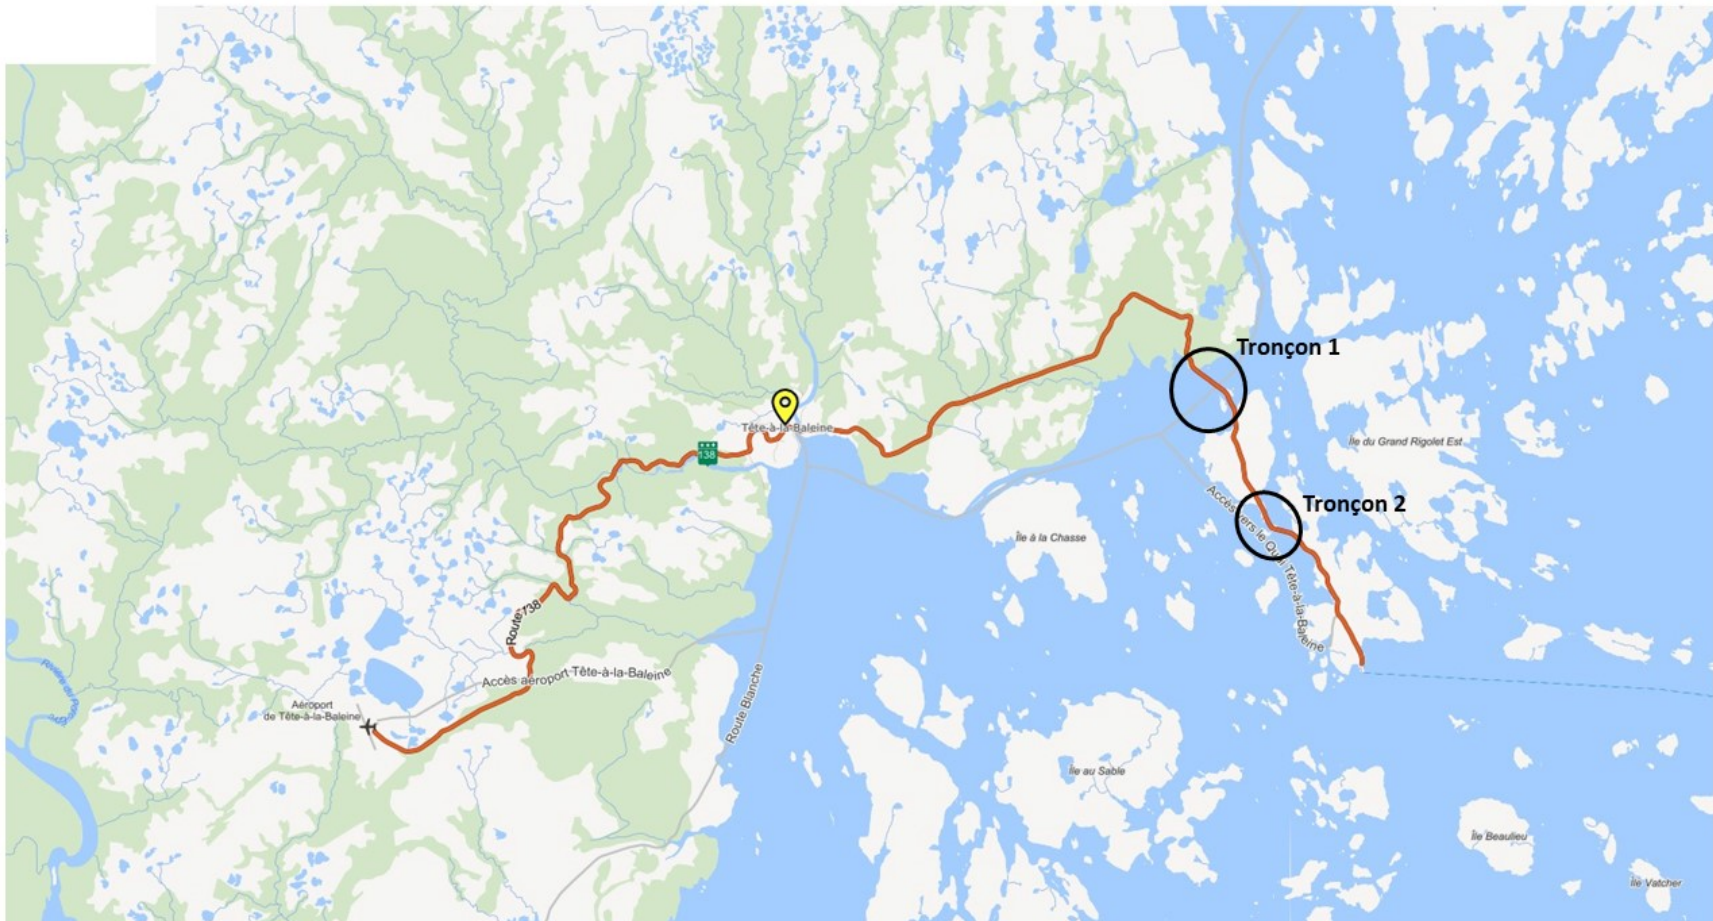 Tronçon 1
Tête-à-la-Baleine
Île du Grand Rigolet Est
138
Tronçon 2
Accès vers le Quai Tête-à-la-Baleine
Île à la Chasse
Route 138
Accès aéroport Tête-à-la-Baleine
Route Blanche
Aéroport
de Tête-à-la-Baleine
Île au Sable
Île Beaulieu
Île Vatcher